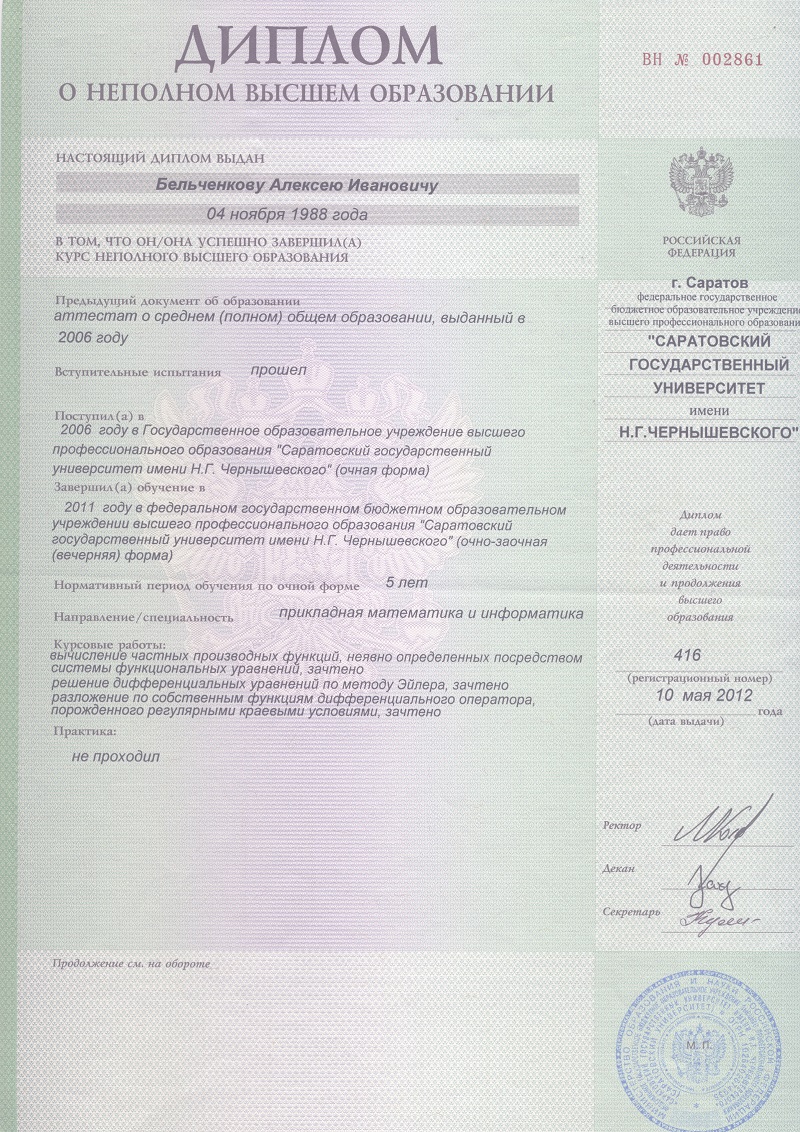 ДИПЛОМ
О НЕПОЛНОМ ВЫСШЕМ ОБРАЗОВАНИИ
НАСТОЯЩИЙ ДИПЛОМ ВЫДАН
Бельченкову Алексею Ивановичу
04 ноября 1988 года
В ТОМ, ЧТО ОН/ОНА УСПЕШНО ЗАВЕРШИЛ(А)
КУРС НЕПОЛНОГО ВЫСШЕГО ОБРАЗОВАНИЯ
Предыдущий документ об образовании
аттестат о среднем (полном) общем образовании, выданный в
2006 году
Вступительные испытания прошел
Поступил(а) в
2006 году в Государственное образовательное учреждение высшего
профессионального образования "Саратовский государственный
университет имени Н.Г. Чернышевского" (очная форма)
Завершил(а) обучение в
2011 году в федеральном государственном бюджетном образовательном
учреждении высшего профессионального образования "Саратовский
государственный университет имени Н.Г. Чернышевского" (очно-заочная
(вечерняя) форма)
Нормативный период обучения по очной форме 5 лет
Направление/специальность прикладная математика и информатика
Курсовые работы:
вычисление частных производных функций, неявно определенных посредством
системы функциональных уравнений, зачтено
решение дифференциальных уравнений по методу Эйлера, зачтено
разложение по собственным функциям дифференциального оператора,
порожденного регулярными краевыми условиями, зачтено
Практика:
не проходил
Продолжение см. на обороте
ВН № 002861
РОССИЙСКАЯ
ФЕДЕРАЦИЯ
г. Саратов
федеральное государственное
бюджетное образовательное учреждение
высшего профессионального образовани
"САРАТОВСКИЙ
ГОСУДАРСТВЕННЫЙ
УНИВЕРСИТЕТ
имени
Н.Г.ЧЕРНЫШЕВСКОГО"
Диплом
дает право
профессиональной
деятельности
и продолжения
высшего
образования
416
(регистрационный номер)
10 мая 2012
года
(дата выдачи)
Ректор
Декан
Секретарь
М. П.